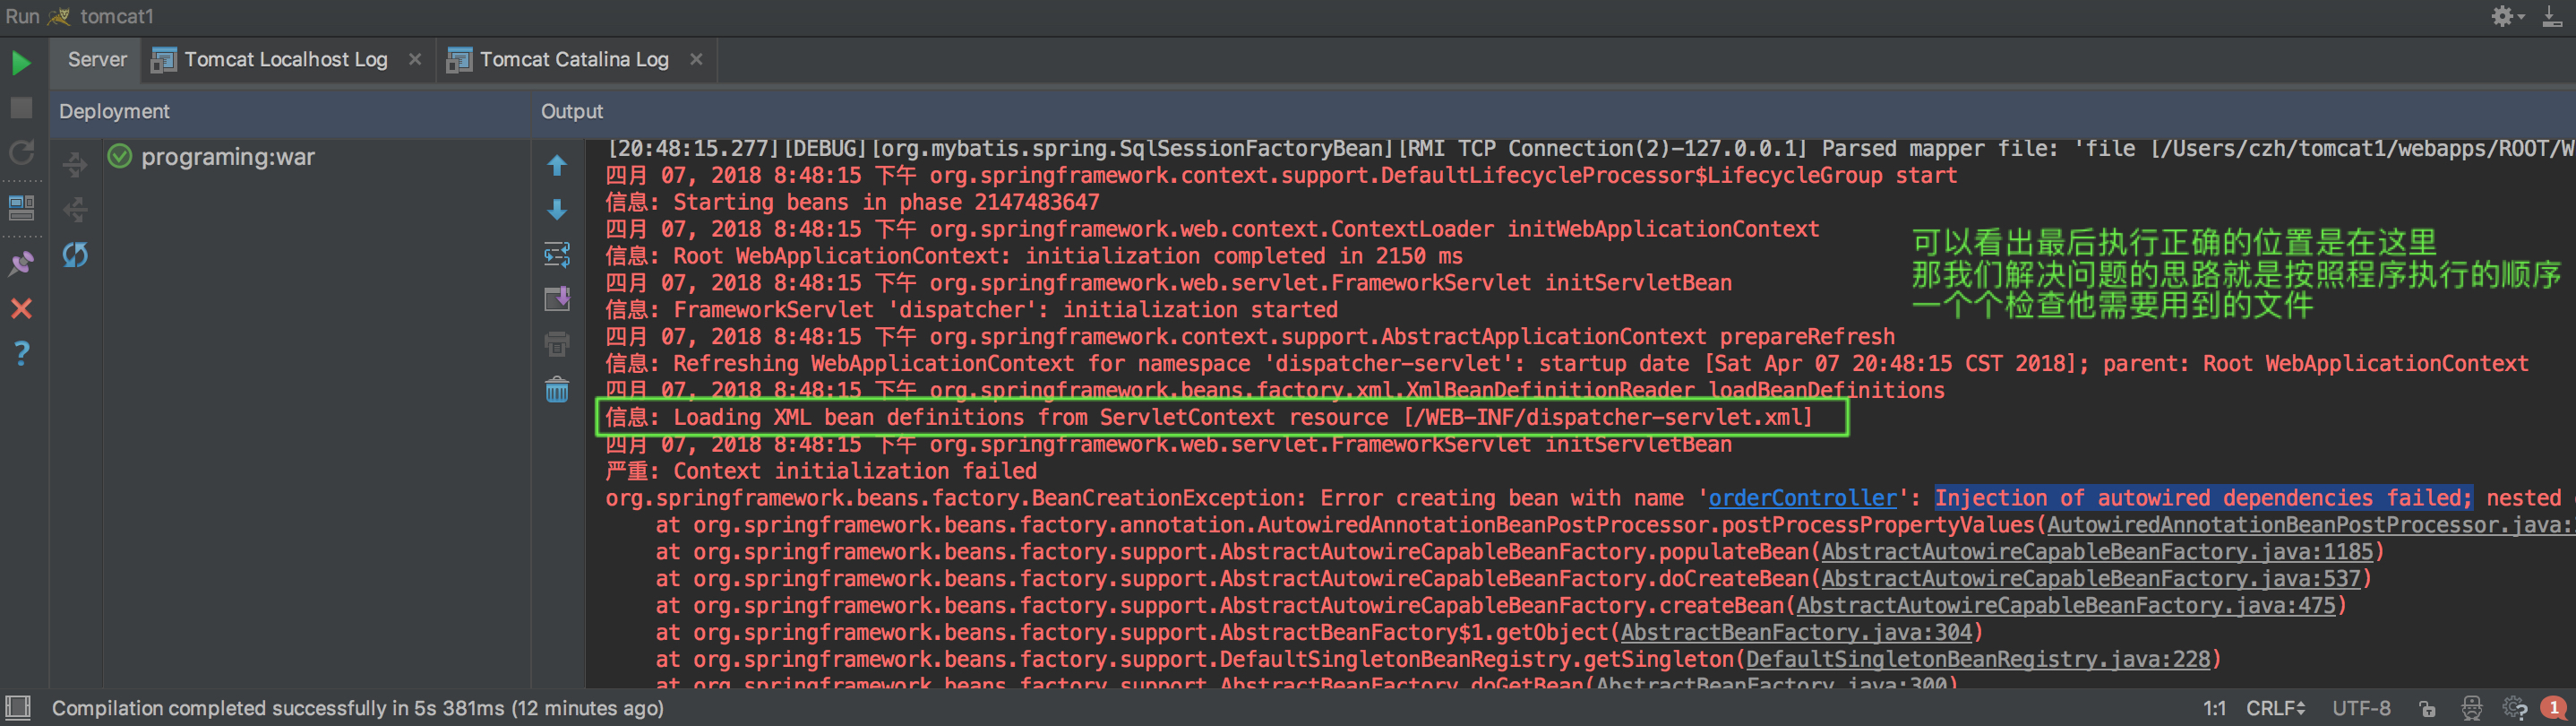 Run tomcat1
Server Tomcat Localhost Log Tomcat Catalina Log
Deployment
Output
programing:war
[20:48:15.277][DEBUG][org.mybatis.spring.SqlSessionFactoryBean][RMI TCP Connection(2)-127.0.0.1] Parsed mapper file: 'file [/Users/czh/tomcat1/webapps/ROOT/W
四月 07, 2018 8:48:15 下午 org.springframework.context.support.DefaultLifecycleProcessor$LifecycleGroup start
信息: Starting beans in phase 2147483647
四月 07, 2018 8:48:15 下午 org.springframework.web.context.ContextLoader initWebApplicationContext
信息: Root WebApplicationContext: initialization completed in 2150 ms
四月 07, 2018 8:48:15 下午 org.springframework.web.servlet.FrameworkServlet initServletBean
信息: FrameworkServlet 'dispatcher': initialization started
四月 07, 2018 8:48:15 下午 org.springframework.context.support.AbstractApplicationContext prepareRefresh
信息: Refreshing WebApplicationContext for namespace 'dispatcher-servlet': startup date [Sat Apr 07 20:48:15 CST 2018]; parent: Root WebApplicationContext
四月 07, 2018 8:48:15 下午 org.springframework.beans.factory.xml.XmlBeanDefinitionReader loadBeanDefinitions
信息: Loading XML bean definitions from ServletContext resource [/WEB-INF/dispatcher-servlet.xml]
四月 07, 2018 8:48:15 下午 org.springframework.web.servlet.FrameworkServlet initServletBean
严重: Context initialization failed
org.springframework.beans.factory.BeanCreationException: Error creating bean with name 'orderController': Injection of autowired dependencies failed; nested
at org.springframework.beans.factory.annotation.AutowiredAnnotationBeanPostProcessor.postProcessPropertyValues(AutowiredAnnotationBeanPostProcessor.java:
at org.springframework.beans.factory.support.AbstractAutowireCapableBeanFactory.populateBean(AbstractAutowireCapableBeanFactory.java:1185)
at org.springframework.beans.factory.support.AbstractAutowireCapableBeanFactory.doCreateBean(AbstractAutowireCapableBeanFactory.java:537)
at org.springframework.beans.factory.support.AbstractAutowireCapableBeanFactory.createBean(AbstractAutowireCapableBeanFactory.java:475)
at org.springframework.beans.factory.support.AbstractBeanFactory$1.getObject(AbstractBeanFactory.java:304)
at org.springframework.beans.factory.support.DefaultSingletonBeanRegistry.getSingleton(DefaultSingletonBeanRegistry.java:228)
at org.springframework.beans.factory.support.AbstractBeanFactory.doGetBean(AbstractBeanFactory.java:300)
可以看出最后执行正确的位置是在这里
那我们解决问题的思路就是按照程序执行的顺序
一个个检查他需要用到的文件
Compilation completed successfully in 5s 381ms (12 minutes ago)
1:1 CRLF UTF-8 1